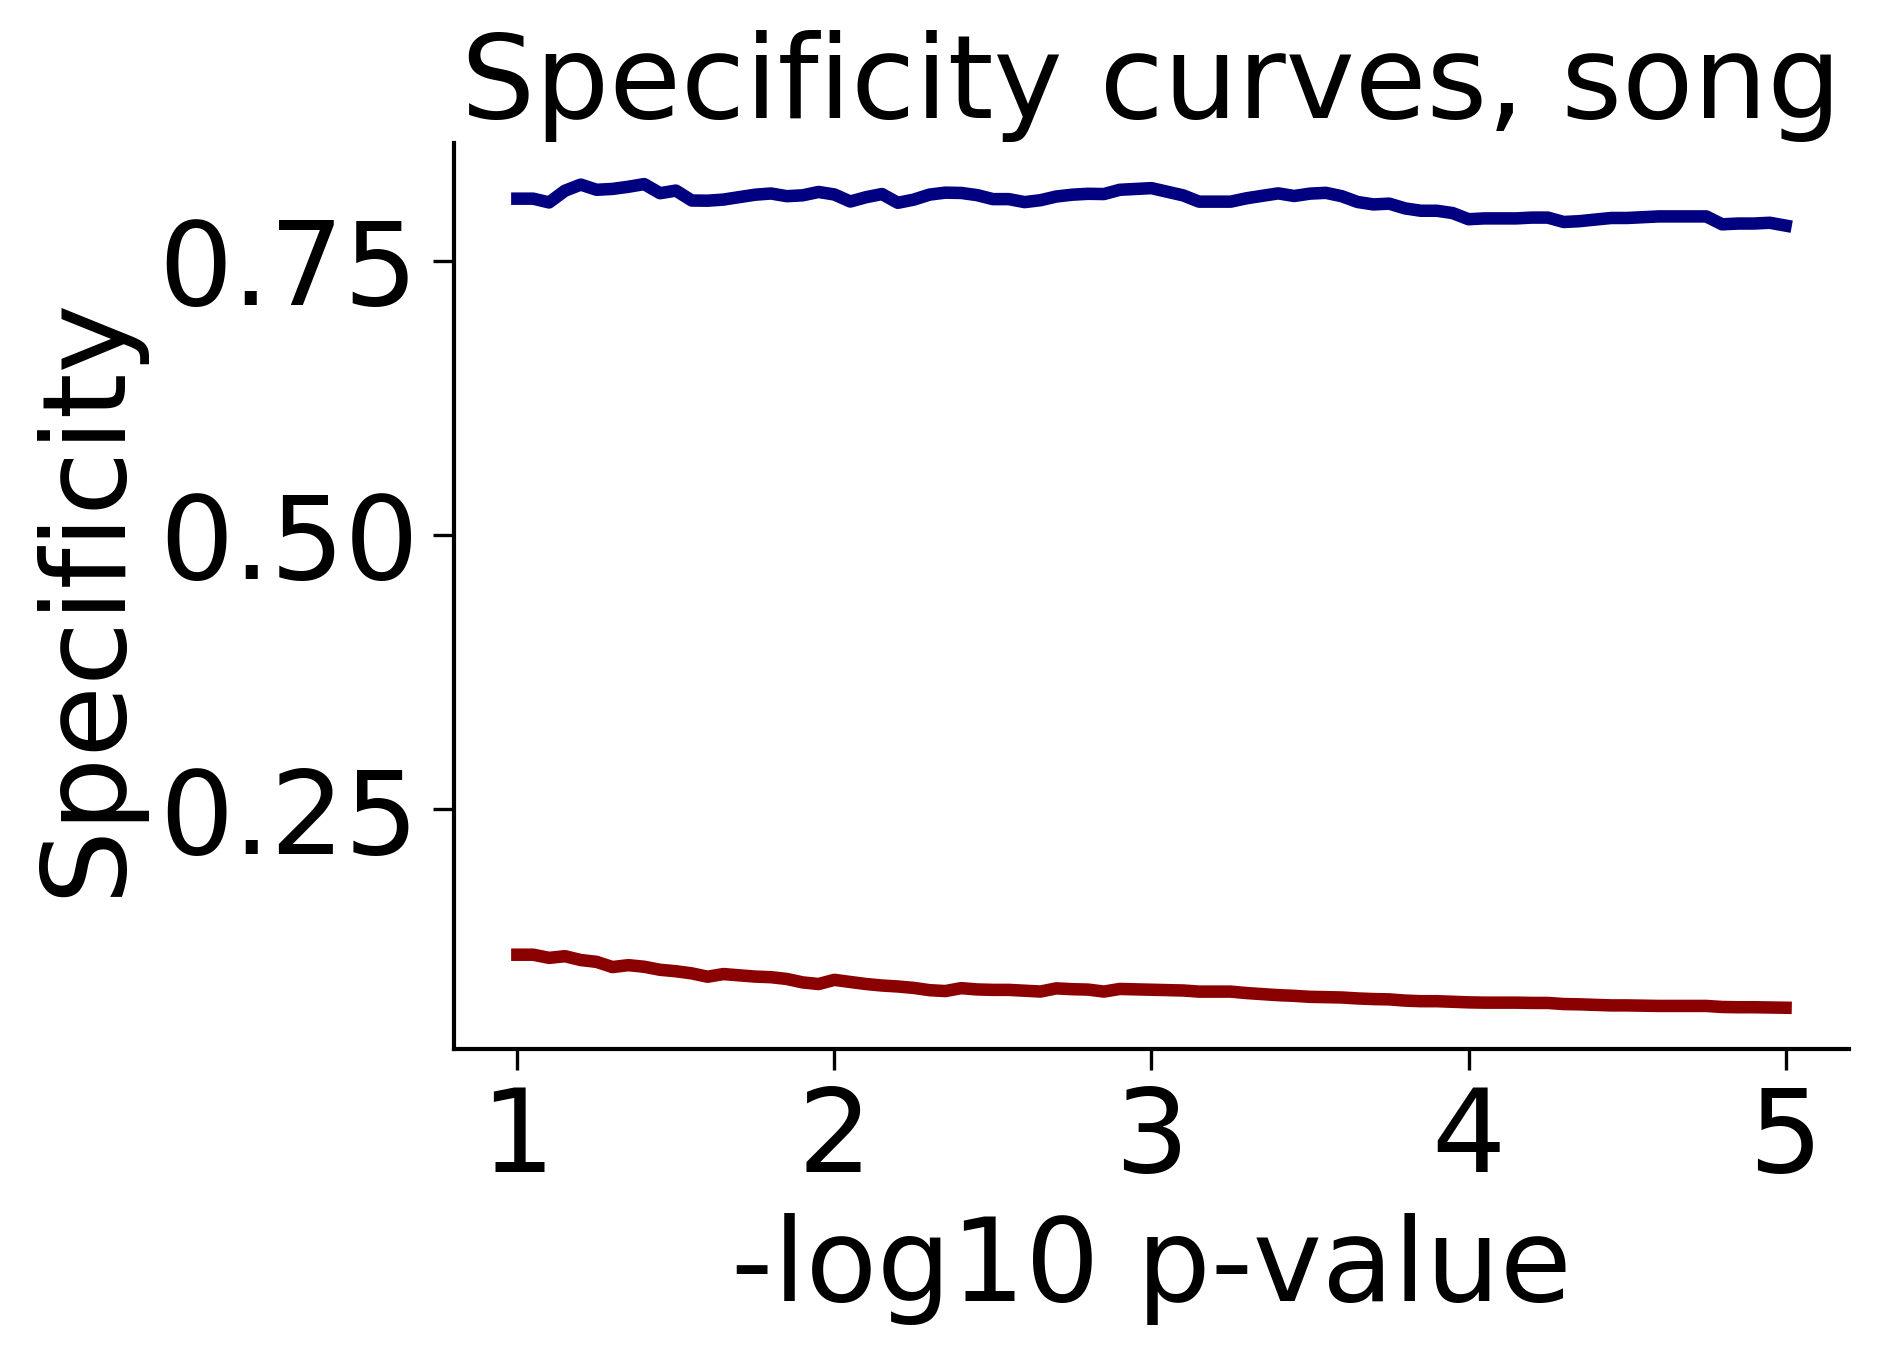 Specificity curves, song
Specificity
0.75
0.50
0.25
1 2 3 4 5
-log10 p-value